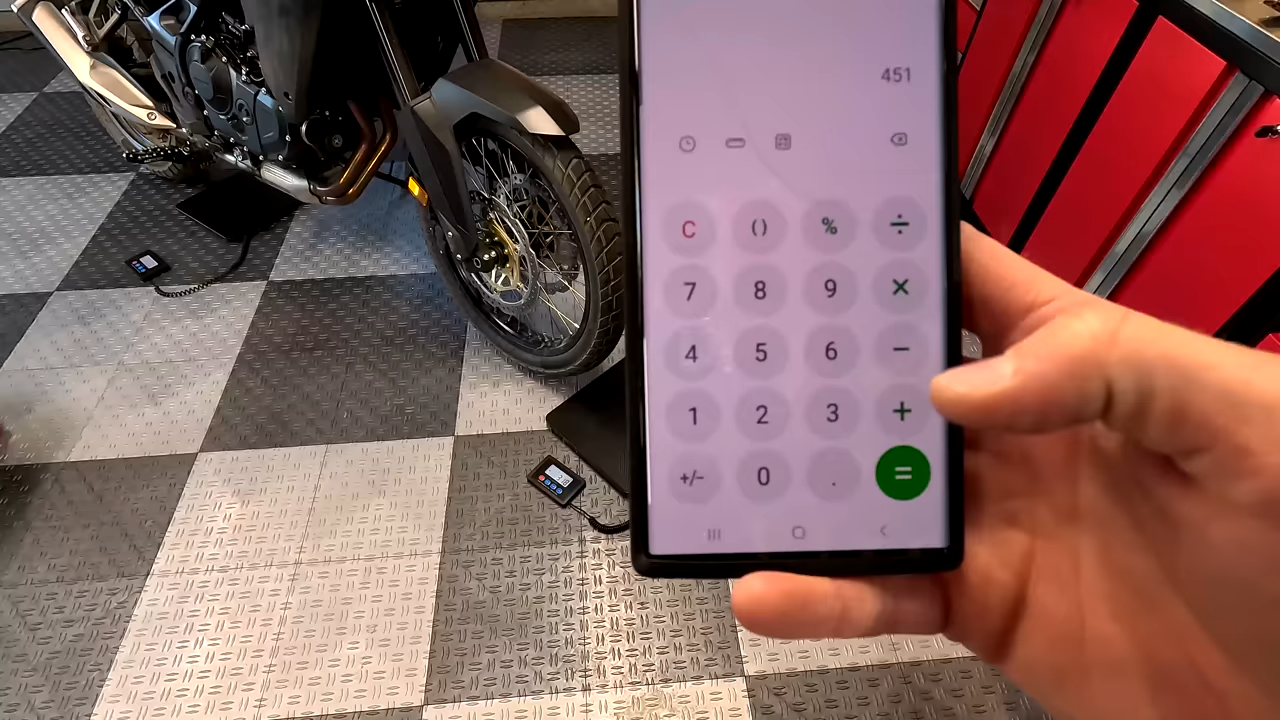 451
C () % ÷
7 8 9 ×
4 5 6 −
1 2 3 +
+/− 0 . =